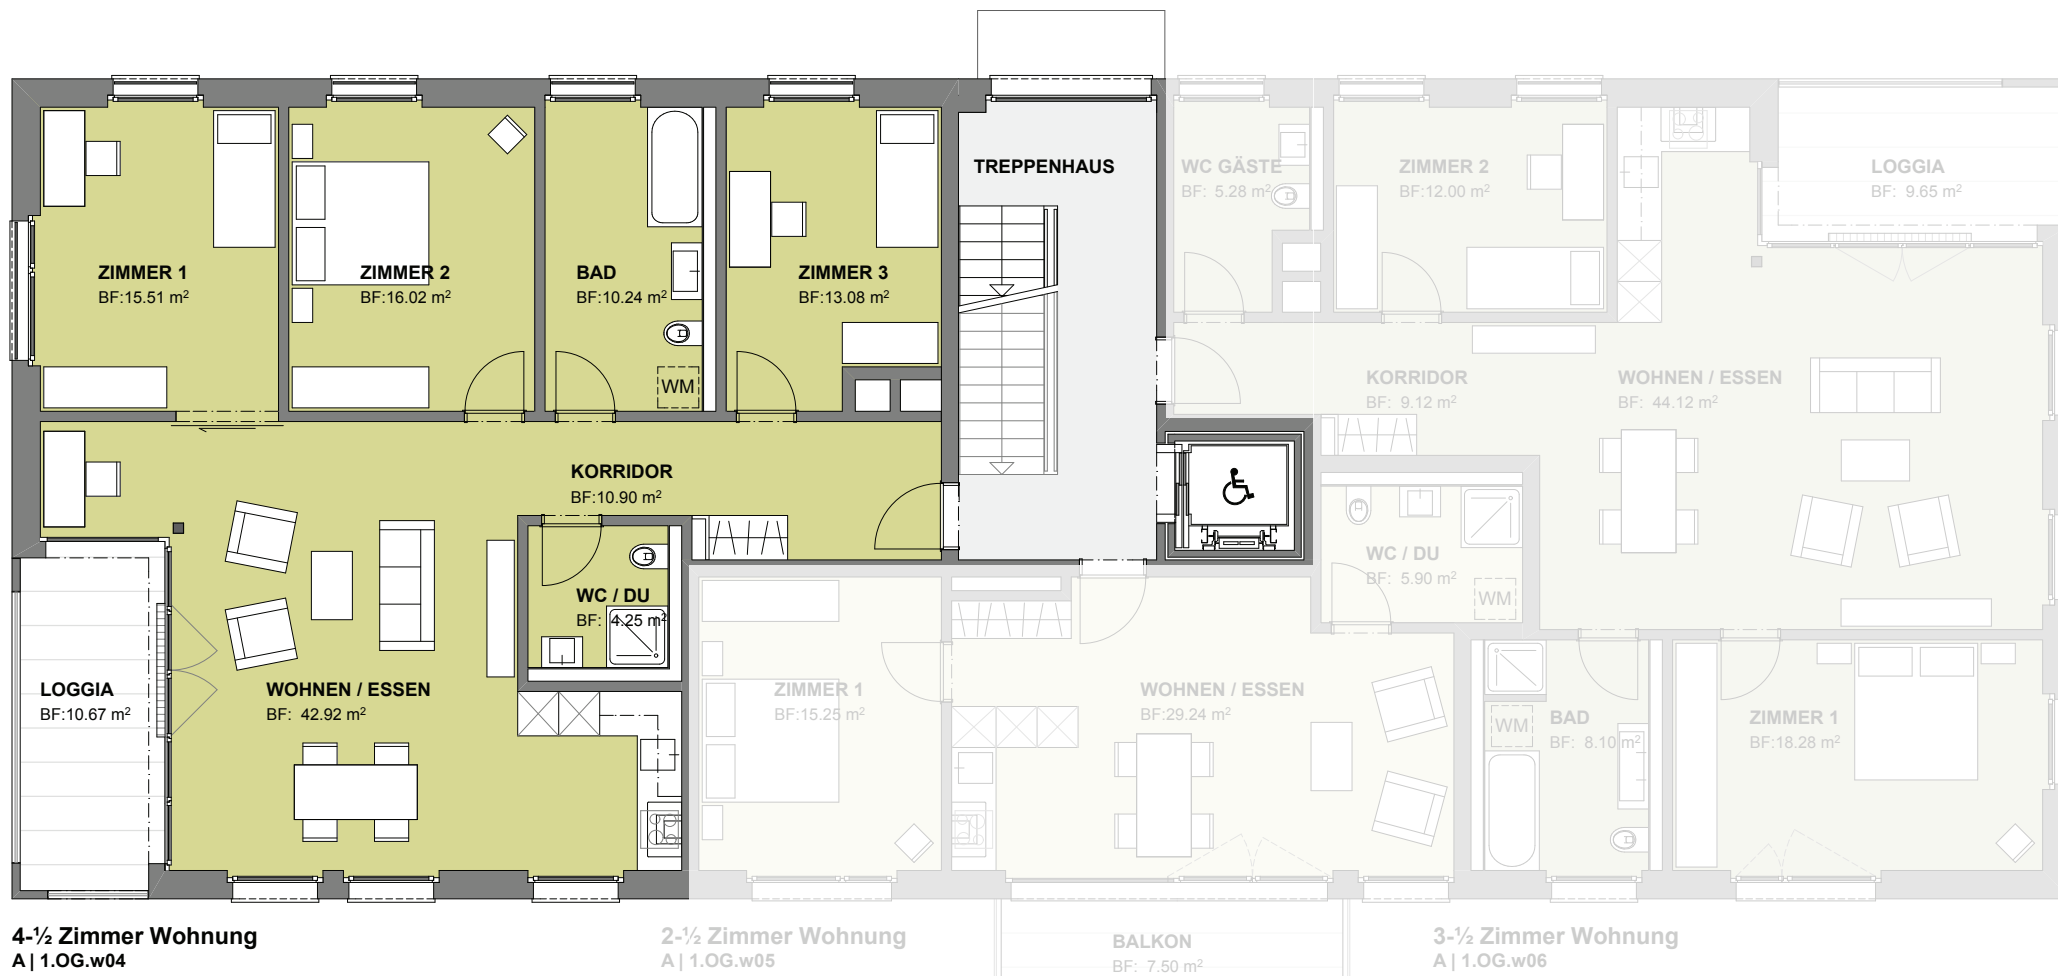 TREPPENHAUS
WC GÄSTE
BF: 5.28 m²
ZIMMER 2
BF:12.00 m²
LOGGIA
BF: 9.65 m²
ZIMMER 1
BF:15.51 m²
ZIMMER 2
BF:16.02 m²
BAD
BF:10.24 m²
ZIMMER 3
BF:13.08 m²
WM
KORRIDOR
BF: 9.12 m²
WOHNEN / ESSEN
BF: 44.12 m²
KORRIDOR
BF:10.90 m²
WC / DU
BF: 5.90 m²
WM
WC / DU
BF: 4.25 m²
LOGGIA
BF:10.67 m²
WOHNEN / ESSEN
BF: 42.92 m²
ZIMMER 1
BF:15.25 m²
WOHNEN / ESSEN
BF:29.24 m²
WM
BAD
BF: 8.10 m²
ZIMMER 1
BF:18.28 m²
4-½ Zimmer Wohnung
A | 1.OG.w04
2-½ Zimmer Wohnung
A | 1.OG.w05
BALKON
BF: 7.50 m²
3-½ Zimmer Wohnung
A | 1.OG.w06